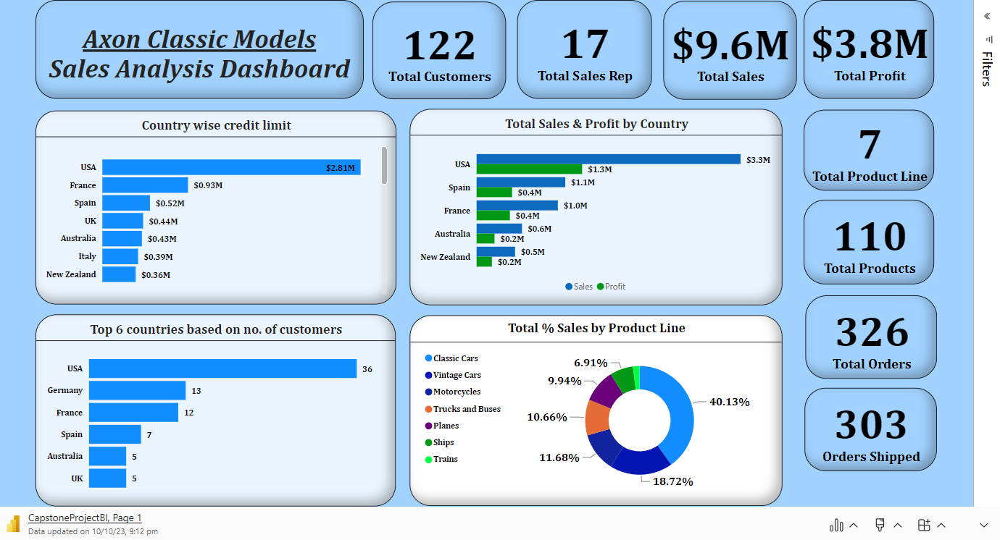 Axon Classic Models
Sales Analysis Dashboard
122
Total Customers
17
Total Sales Rep
$9.6M
Total Sales
$3.8M
Total Profit
Filters
Country wise credit limit
USA $2.81M
France $0.93M
Spain $0.52M
UK $0.44M
Australia $0.43M
Italy $0.39M
New Zealand $0.36M
Total Sales & Profit by Country
USA $3.3M
$1.3M
Spain $1.1M
$0.4M
France $1.0M
$0.4M
Australia $0.6M
$0.2M
New Zealand $0.5M
$0.2M
Sales Profit
7
Total Product Line
110
Total Products
326
Total Orders
303
Orders Shipped
Top 6 countries based on no. of customers
USA 36
Germany 13
France 12
Spain 7
Australia 5
UK 5
Total % Sales by Product Line
Classic Cars
Vintage Cars
Motorcycles
Trucks and Buses
Planes
Ships
Trains
6.91%
9.94%
10.66%
11.68%
18.72%
40.13%
CapstoneProjectBI, Page 1
Data updated on 10/10/23, 9:12 pm